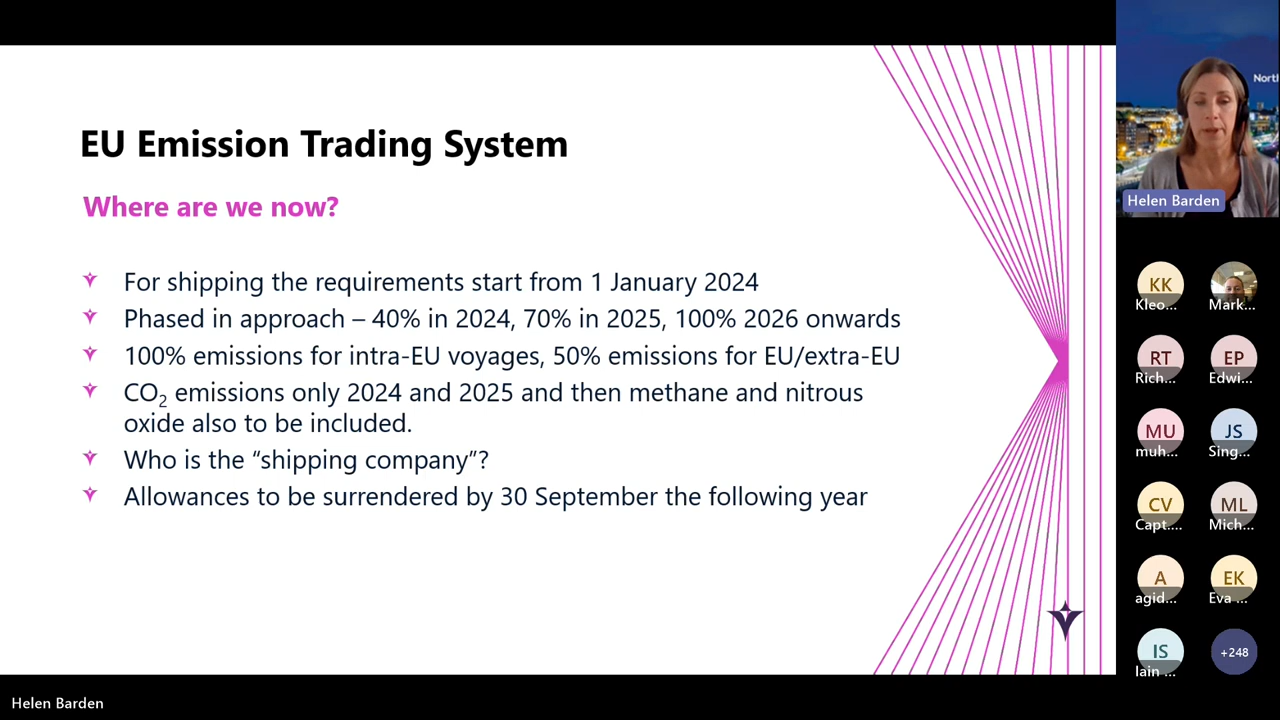 EU Emission Trading System
Where are we now?
For shipping the requirements start from 1 January 2024
Phased in approach – 40% in 2024, 70% in 2025, 100% 2026 onwards
100% emissions for intra-EU voyages, 50% emissions for EU/extra-EU
CO₂ emissions only 2024 and 2025 and then methane and nitrous
oxide also to be included.
Who is the “shipping company”?
Allowances to be surrendered by 30 September the following year
North
Helen Barden
KK
Kleo...
Mark...
RT
Rich...
EP
Edwi...
MU
muh...
JS
Sing...
CV
Capt....
ML
Mich...
A
agid...
EK
Eva ...
IS
Iain ...
+248
Helen Barden